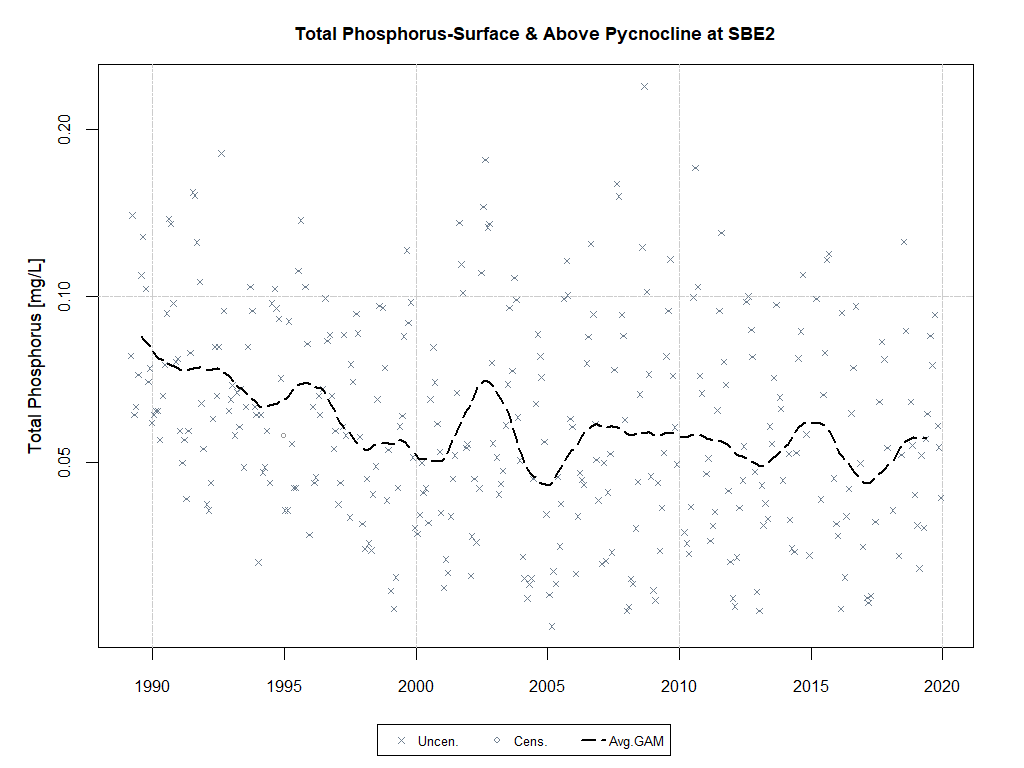 Total Phosphorus-Surface & Above Pycnocline at SBE2
Total Phosphorus [mg/L]
0.20
0.10
0.05
1990 1995 2000 2005 2010 2015 2020
Uncen. Cens. Avg.GAM